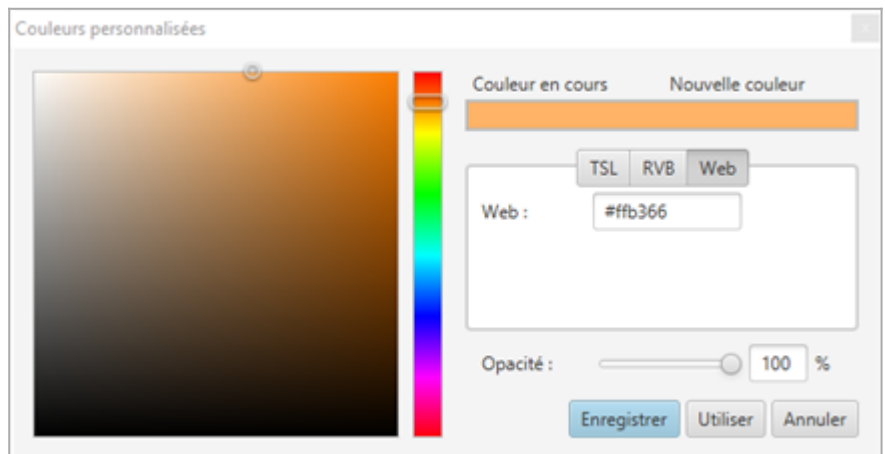 Couleurs personnalisées
Couleur en cours Nouvelle couleur
TSL RVB Web
Web : #ffb366
Opacité : 100 %
Enregistrer Utiliser Annuler